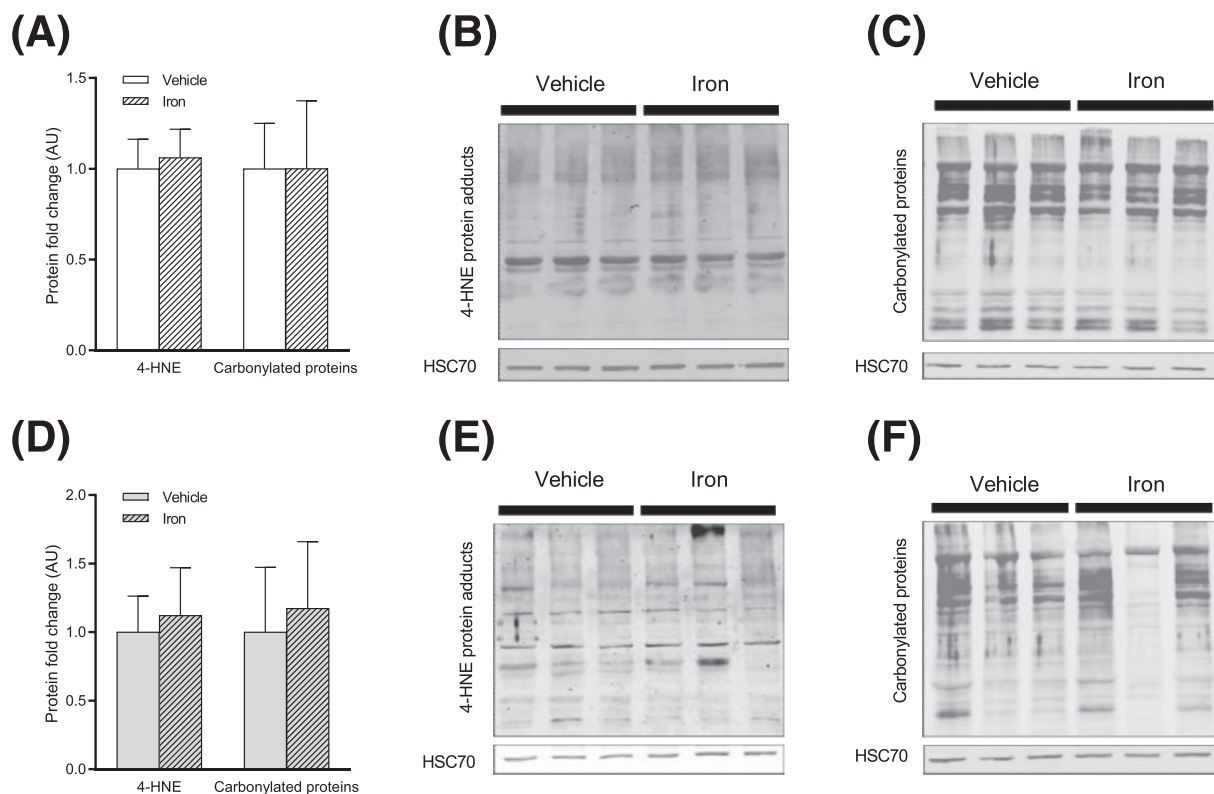 (A)
Protein fold change (AU)
1.5
1.0
0.5
0.0
Vehicle
Iron
4-HNE
Carbonylated proteins
(B)
Vehicle
Iron
4-HNE protein adducts
HSC70
(C)
Vehicle
Iron
Carbonylated proteins
HSC70
(D)
Protein fold change (AU)
2.0
1.5
1.0
0.5
0.0
Vehicle
Iron
4-HNE
Carbonylated proteins
(E)
Vehicle
Iron
4-HNE protein adducts
HSC70
(F)
Vehicle
Iron
Carbonylated proteins
HSC70